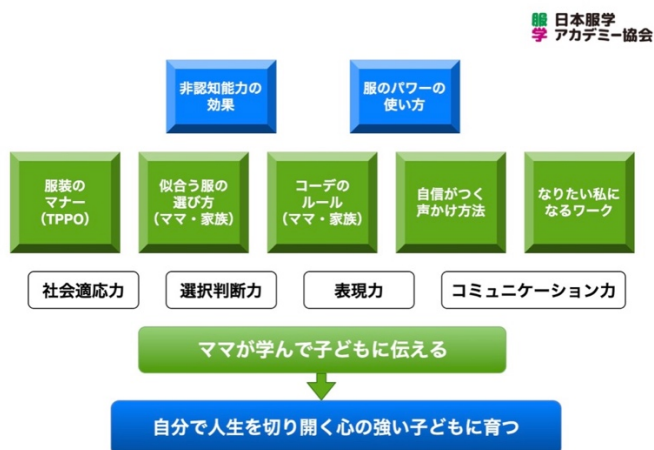 服学 日本服学
アカデミー協会
非認知能力の
効果
服のパワーの
使い方
服装の
マナー
（TPPO）
似合う服の
選び方
（ママ・家族）
コーデの
ルール
（ママ・家族）
自信がつく
声かけ方法
なりたい私に
なるワーク
社会適応力
選択判断力
表現力
コミュニケーション力
ママが学んで子どもに伝える
自分で人生を切り開く心の強い子どもに育つ